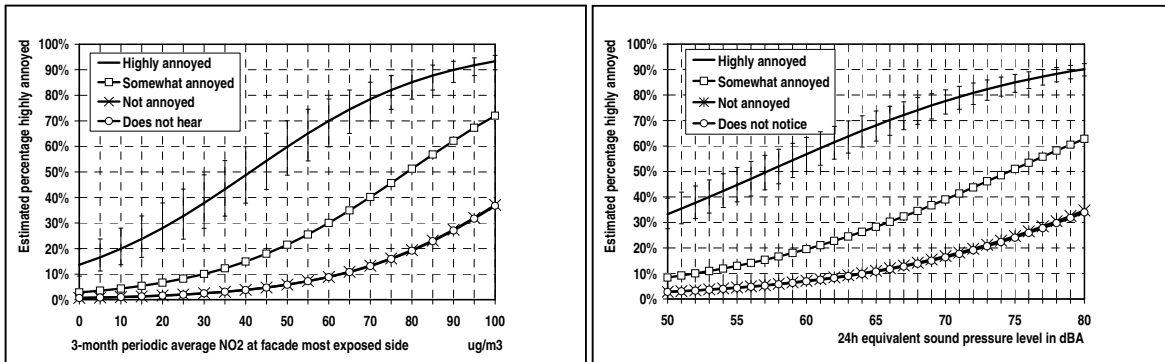 Estimated percentage highly annoyed
100%
90%
80%
70%
60%
50%
40%
30%
20%
10%
0%
Highly annoyed
Somewhat annoyed
Not annoyed
Does not hear
0 10 20 30 40 50 60 70 80 90 100
3-month periodic average NO2 at facade most exposed side ug/m3
Estimated percentage highly annoyed
100%
90%
80%
70%
60%
50%
40%
30%
20%
10%
0%
Highly annoyed
Somewhat annoyed
Not annoyed
Does not notice
50 55 60 65 70 75 80
24h equivalent sound pressure level in dBA